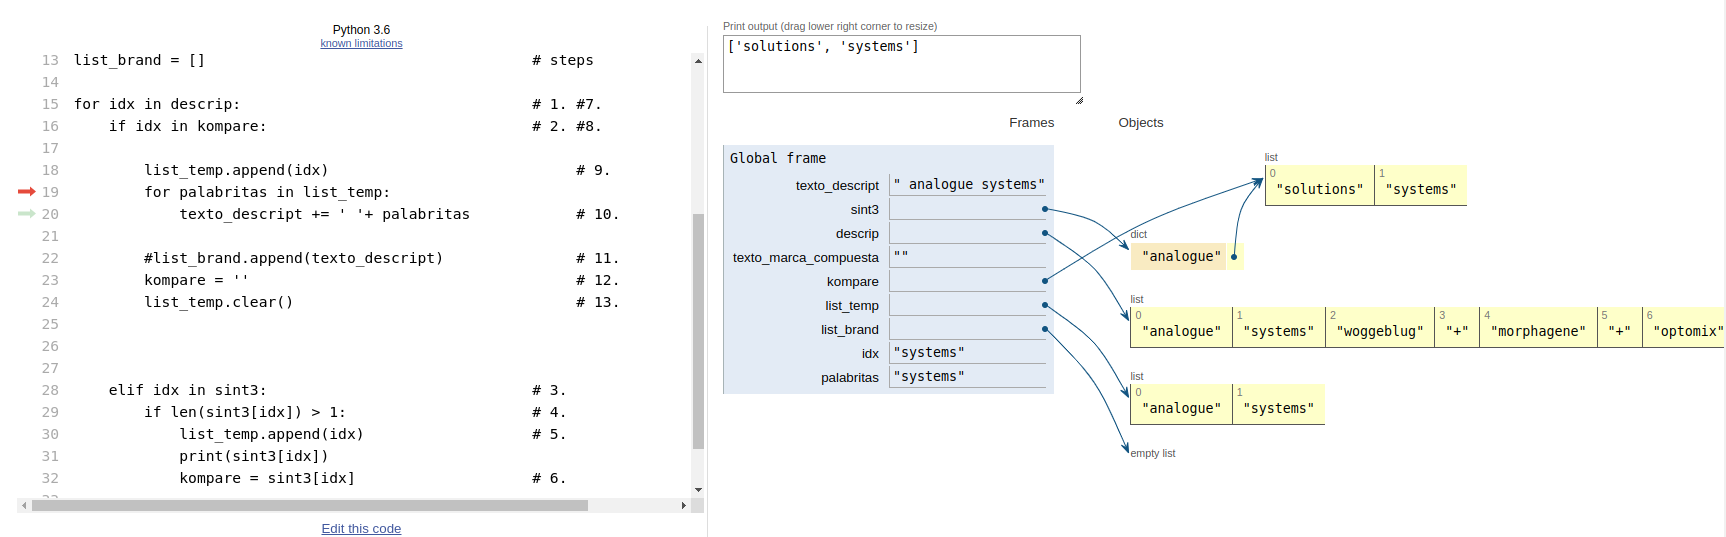 Python 3.6
known limitations
13 list_brand = [] # steps
14
15 for idx in descrip: # 1. #7.
16 if idx in kompare: # 2. #8.
17
18 list_temp.append(idx) # 9.
19 for palabritas in list_temp:
20 texto_descript += ' '+ palabritas # 10.
21
22 #list_brand.append(texto_descript) # 11.
23 kompare = '' # 12.
24 list_temp.clear() # 13.
25
26
27
28 elif idx in sint3: # 3.
29 if len(sint3[idx]) > 1: # 4.
30 list_temp.append(idx) # 5.
31 print(sint3[idx])
32 kompare = sint3[idx] # 6.
Edit this code
Print output (drag lower right corner to resize)
['solutions', 'systems']
Frames Objects
Global frame
texto_descript " analogue systems"
sint3
descrip
texto_marca_compuesta ""
kompare
list_temp
list_brand
idx "systems"
palabritas "systems"
list
0 1
"solutions" "systems"
dict
"analogue"
list
0 1 2 3 4 5 6
"analogue" "systems" "woggeblug" "+" "morphagene" "+" "optomix"
list
0 1
"analogue" "systems"
empty list